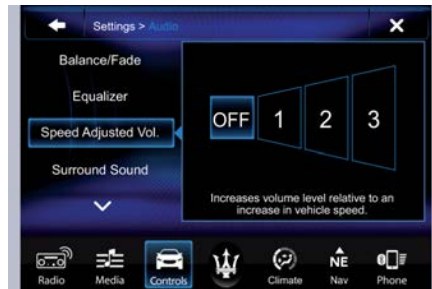 Settings > Audio
Balance/Fade
Equalizer
Speed Adjusted Vol.
Surround Sound
OFF 1 2 3
Increases volume level relative to an
increase in vehicle speed.
NE
Radio Media Controls Climate Nav Phone